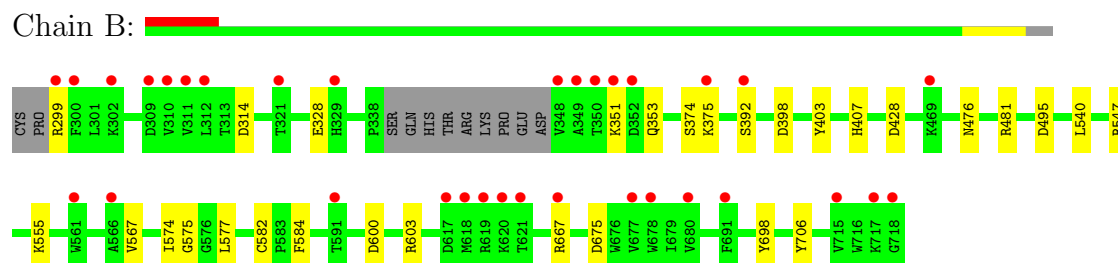 Chain B:
CYS PRO R299 F300 L301 K302 D309 V310 V311 L312 T313 D314 T321 E328 H329 P338 SER GLN HIS THR ARG LYS PRO GLU ASP V348 A349 T350 K351 D352 Q353 S374 K375 S392 D398 Y403 H407 D428 K469 N476 R481 D495 L540 R547
K555 W561 A566 V567 I574 G575 G576 L577 C582 P583 F584 T591 D600 R603 D617 M618 R619 K620 T621 R667 D675 W676 V677 W678 I679 V680 F691 Y698 Y706 V715 W716 K717 G718